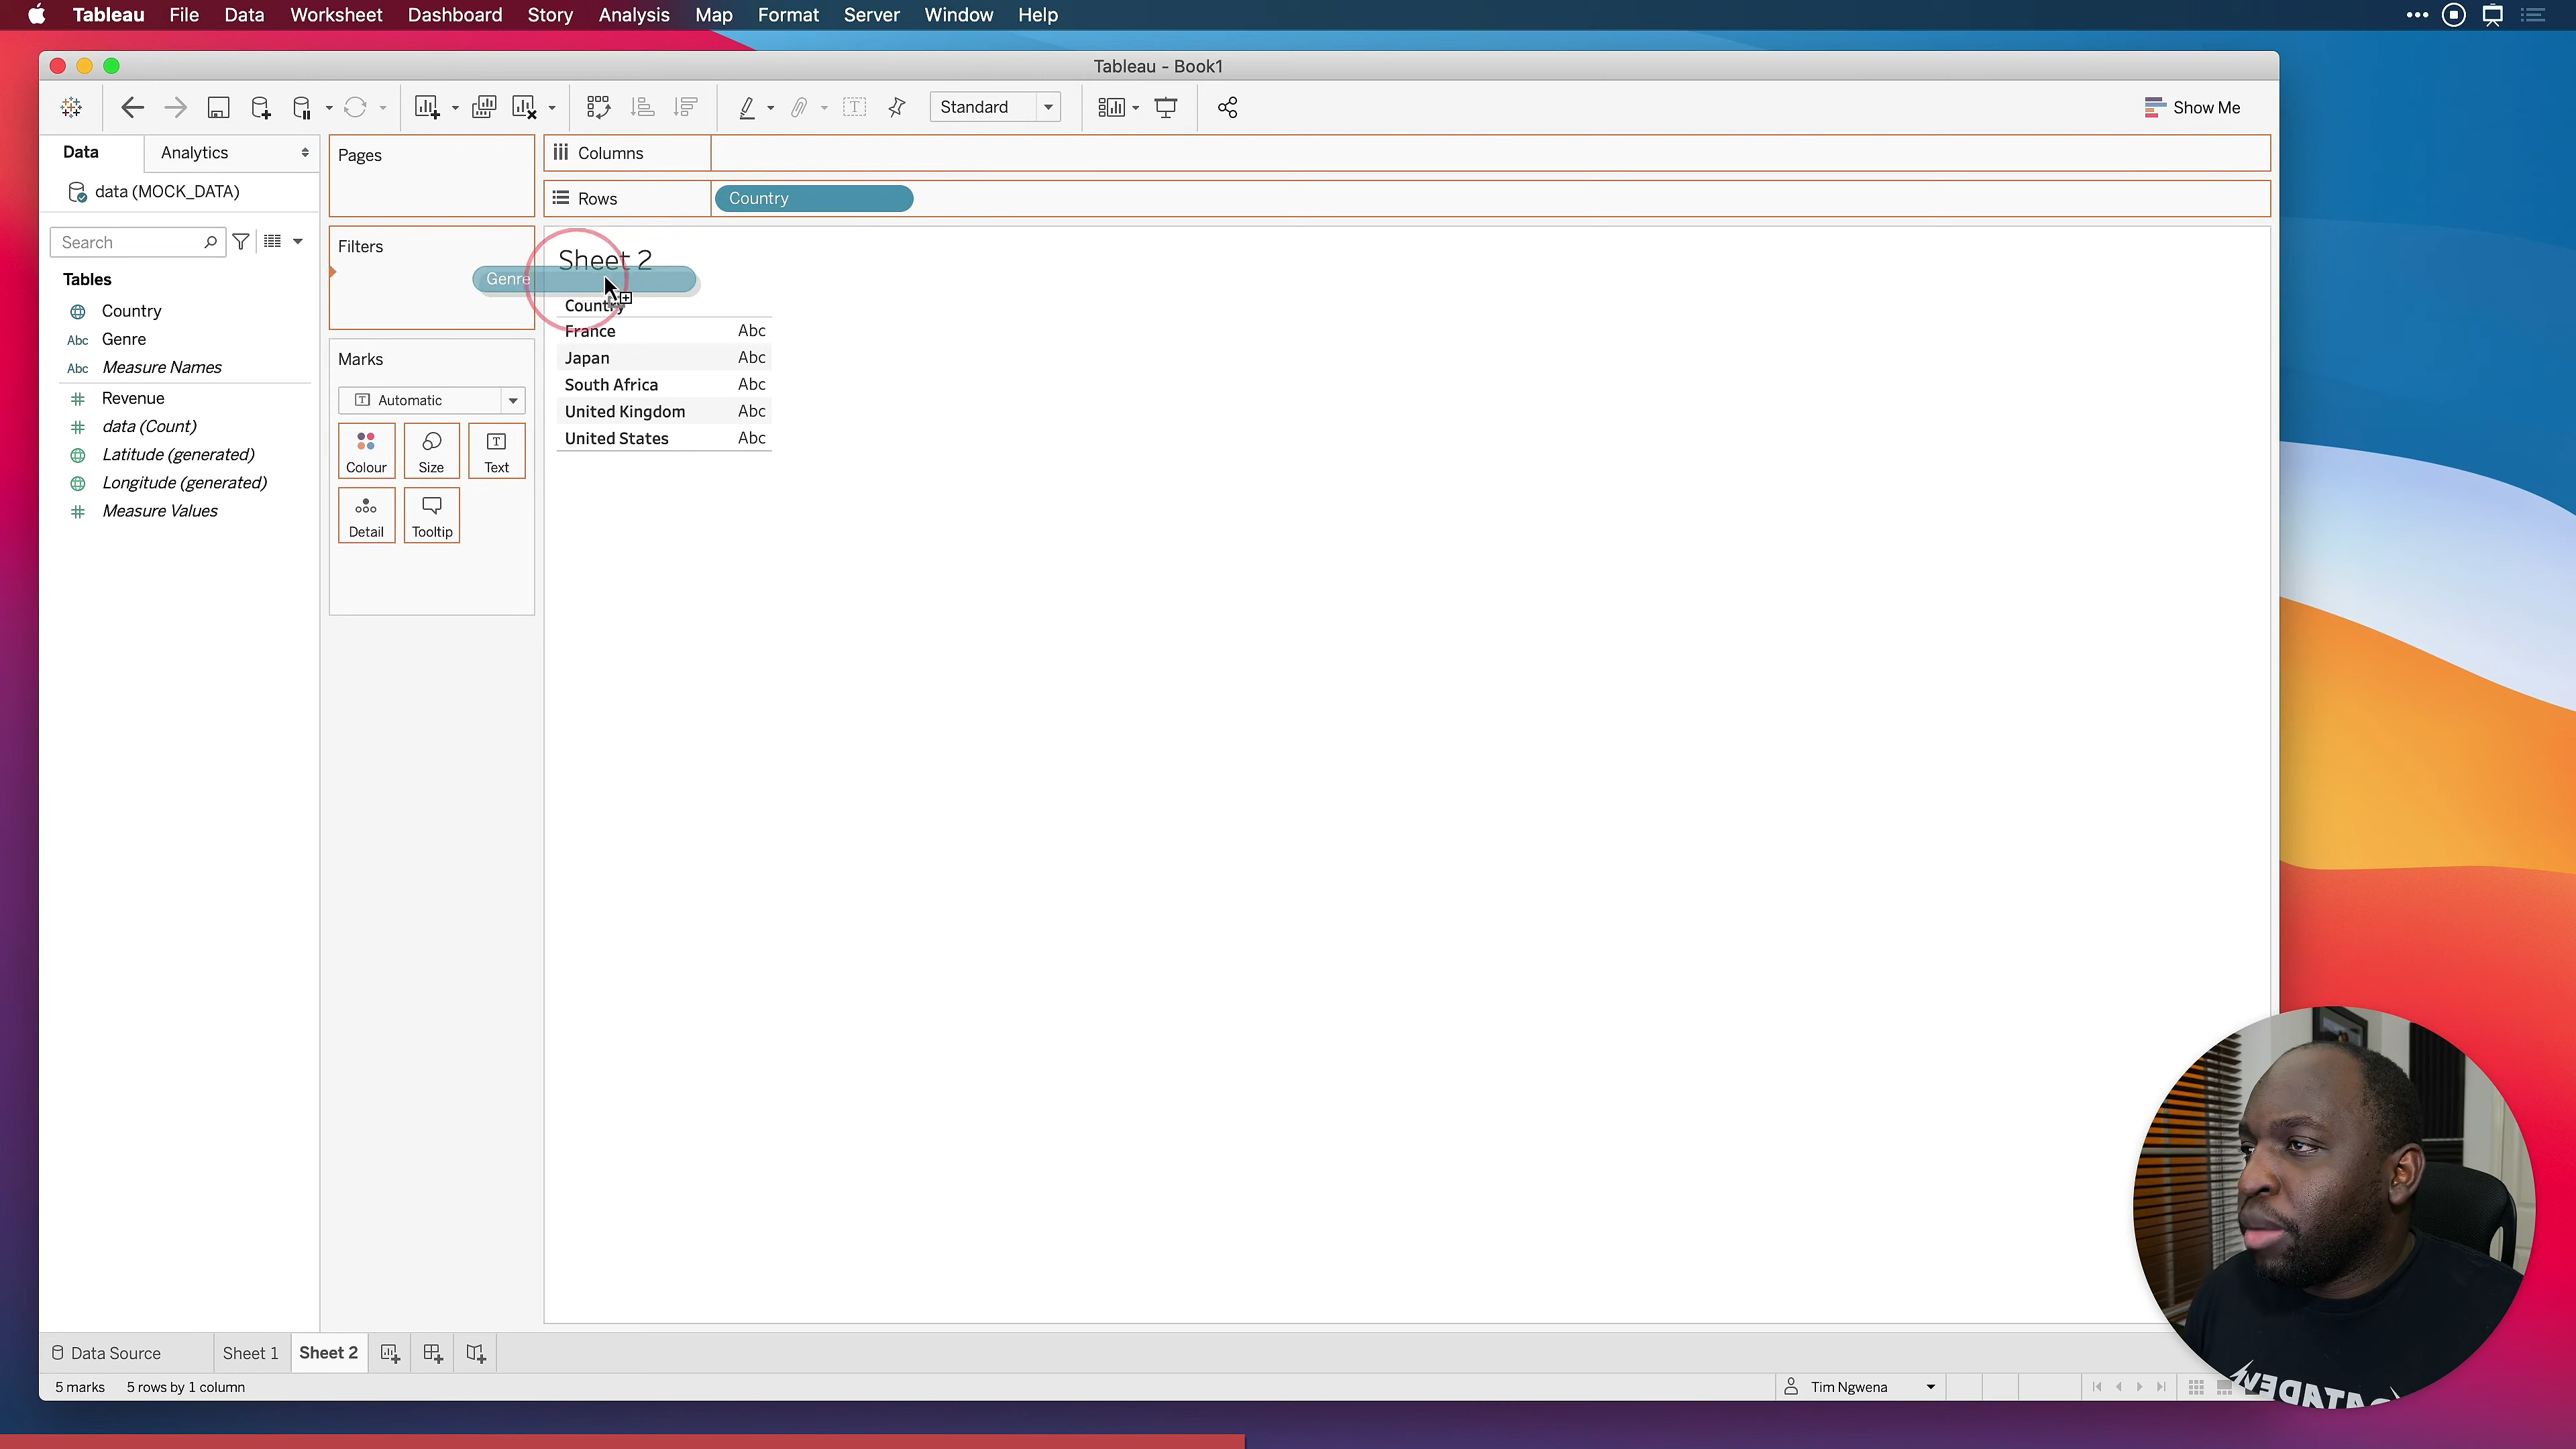 Tableau File Data Worksheet Dashboard Story Analysis Map Format Server Window Help
Tableau - Book1
Standard
Show Me
Data Analytics
data (MOCK_DATA)
Search
Tables
Country
Abc Genre
Abc Measure Names
Revenue
data (Count)
Latitude (generated)
Longitude (generated)
Measure Values
Pages
Filters
Marks
Automatic
Colour Size Text
Detail Tooltip
Columns
Rows Country
Sheet 2
Genre
Country
France Abc
Japan Abc
South Africa Abc
United Kingdom Abc
United States Abc
Data Source Sheet 1 Sheet 2
5 marks 5 rows by 1 column
Tim Ngwena